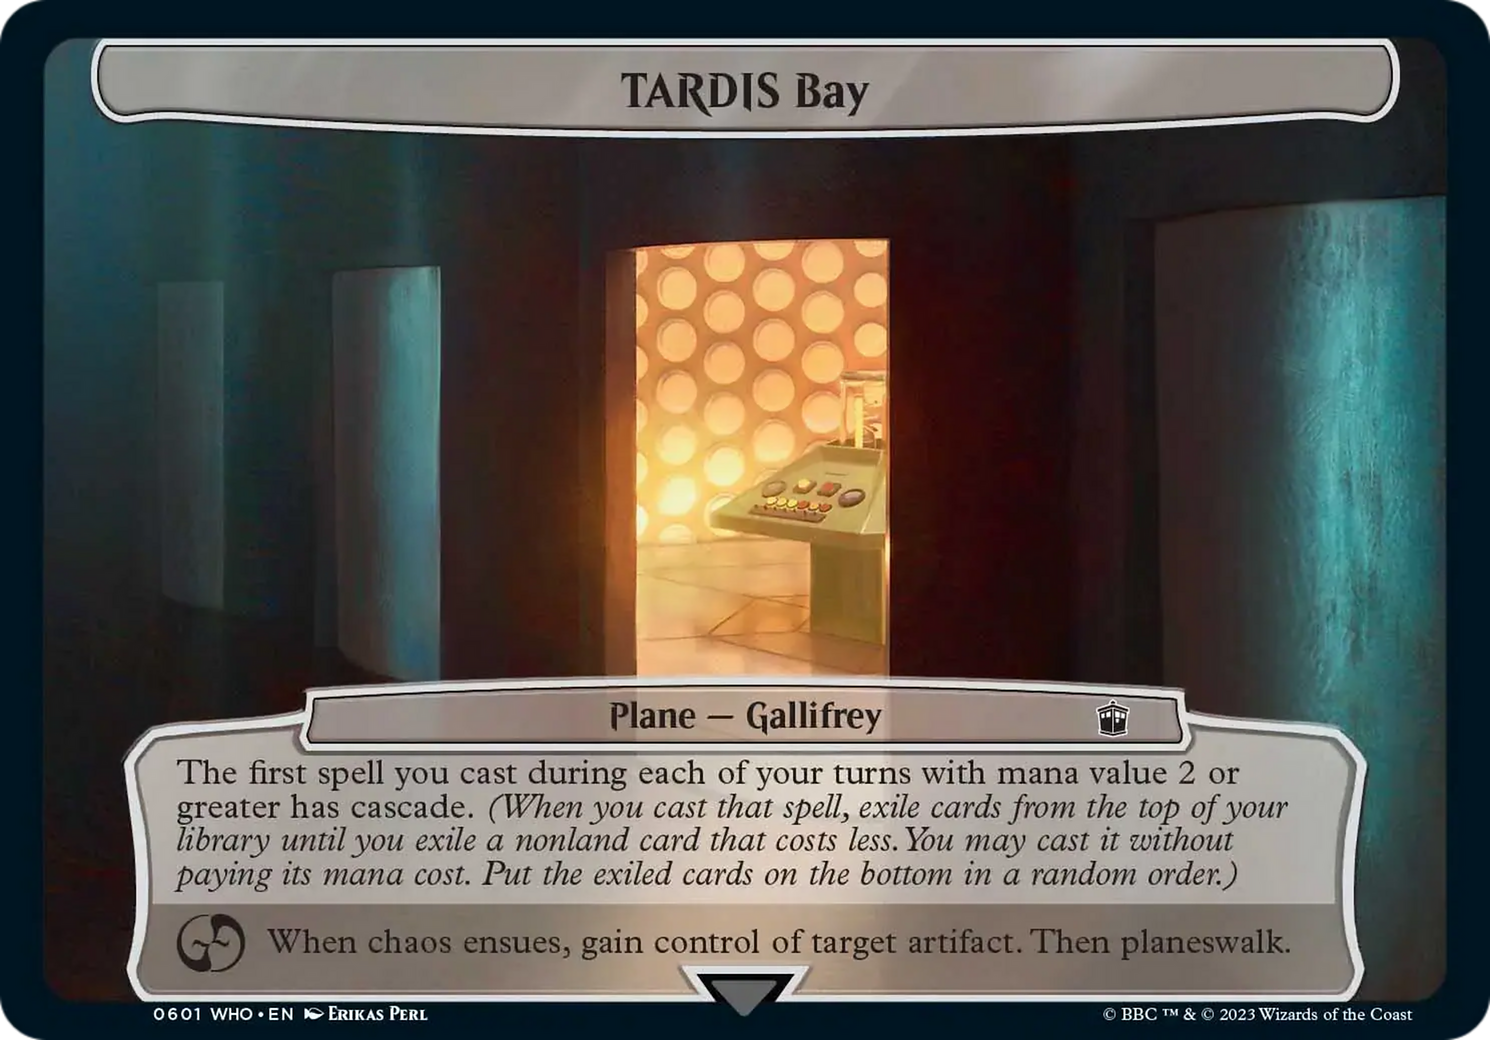 TARDIS Bay
Plane — Gallifrey
The first spell you cast during each of your turns with mana value 2 or
greater has cascade. (When you cast that spell, exile cards from the top of your
library until you exile a nonland card that costs less. You may cast it without
paying its mana cost. Put the exiled cards on the bottom in a random order.)
When chaos ensues, gain control of target artifact. Then planeswalk.
0601 WHO • EN Erikas Perl
© BBC ™ & © 2023 Wizards of the Coast